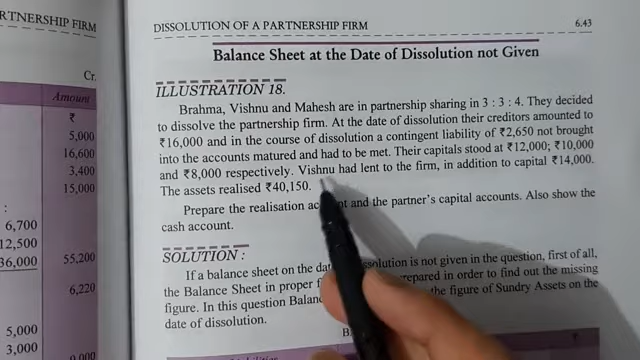 RTNERSHIP FIRM
DISSOLUTION OF A PARTNERSHIP FIRM 6.43
Balance Sheet at the Date of Dissolution not Given
Cr.
Amount
₹
5,000
16,600
3,400
15,000
:
6,700
12,500
36,000
55,200
6,220
5,000
3,000
9,000
ILLUSTRATION 18.
Brahma, Vishnu and Mahesh are in partnership sharing in 3 : 3 : 4. They decided
to dissolve the partnership firm. At the date of dissolution their creditors amounted to
₹16,000 and in the course of dissolution a contingent liability of ₹2,650 not brought
into the accounts matured and had to be met. Their capitals stood at ₹12,000; ₹10,000
and ₹8,000 respectively. Vishnu had lent to the firm, in addition to capital ₹14,000.
The assets realised ₹40,150.
Prepare the realisation and the partner's capital accounts. Also show the
cash account.
SOLUTION :
If a balance sheet on the solution is not given in the question, first of all,
the Balance Sheet in proper prepared in order to find out the missing
figure. In this question the figure of Sundry Assets on the
date of dissolution.
₹